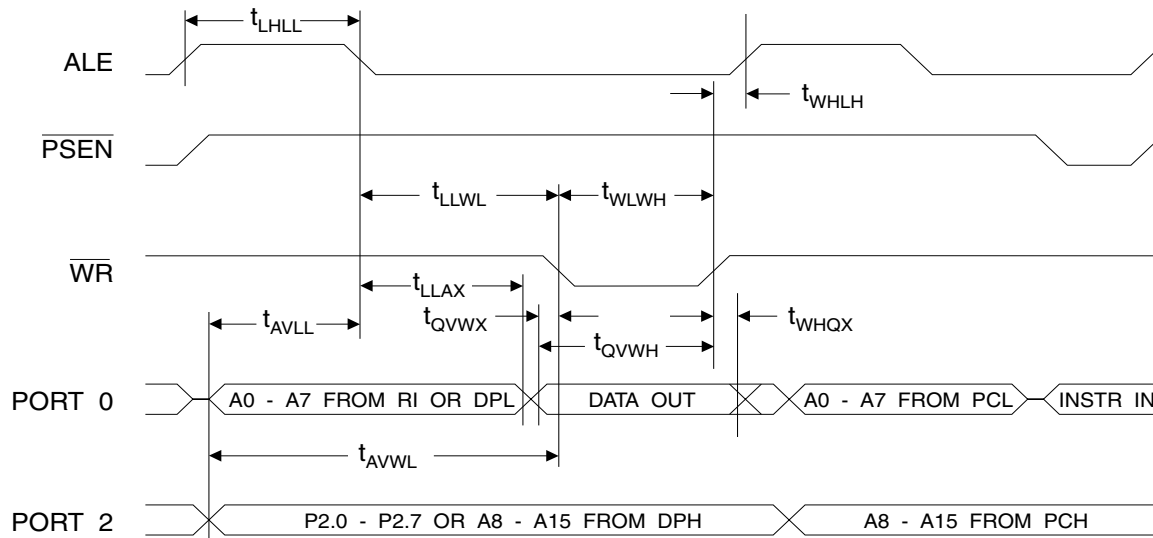 tLHLL
ALE
tWHLH
PSEN
tLLWL
tWLWH
WR
tLLAX
tAVLL
tQVWX
tWHQX
tQVWH
PORT 0
A0 - A7 FROM RI OR DPL
DATA OUT
A0 - A7 FROM PCL
INSTR IN
tAVWL
PORT 2
P2.0 - P2.7 OR A8 - A15 FROM DPH
A8 - A15 FROM PCH